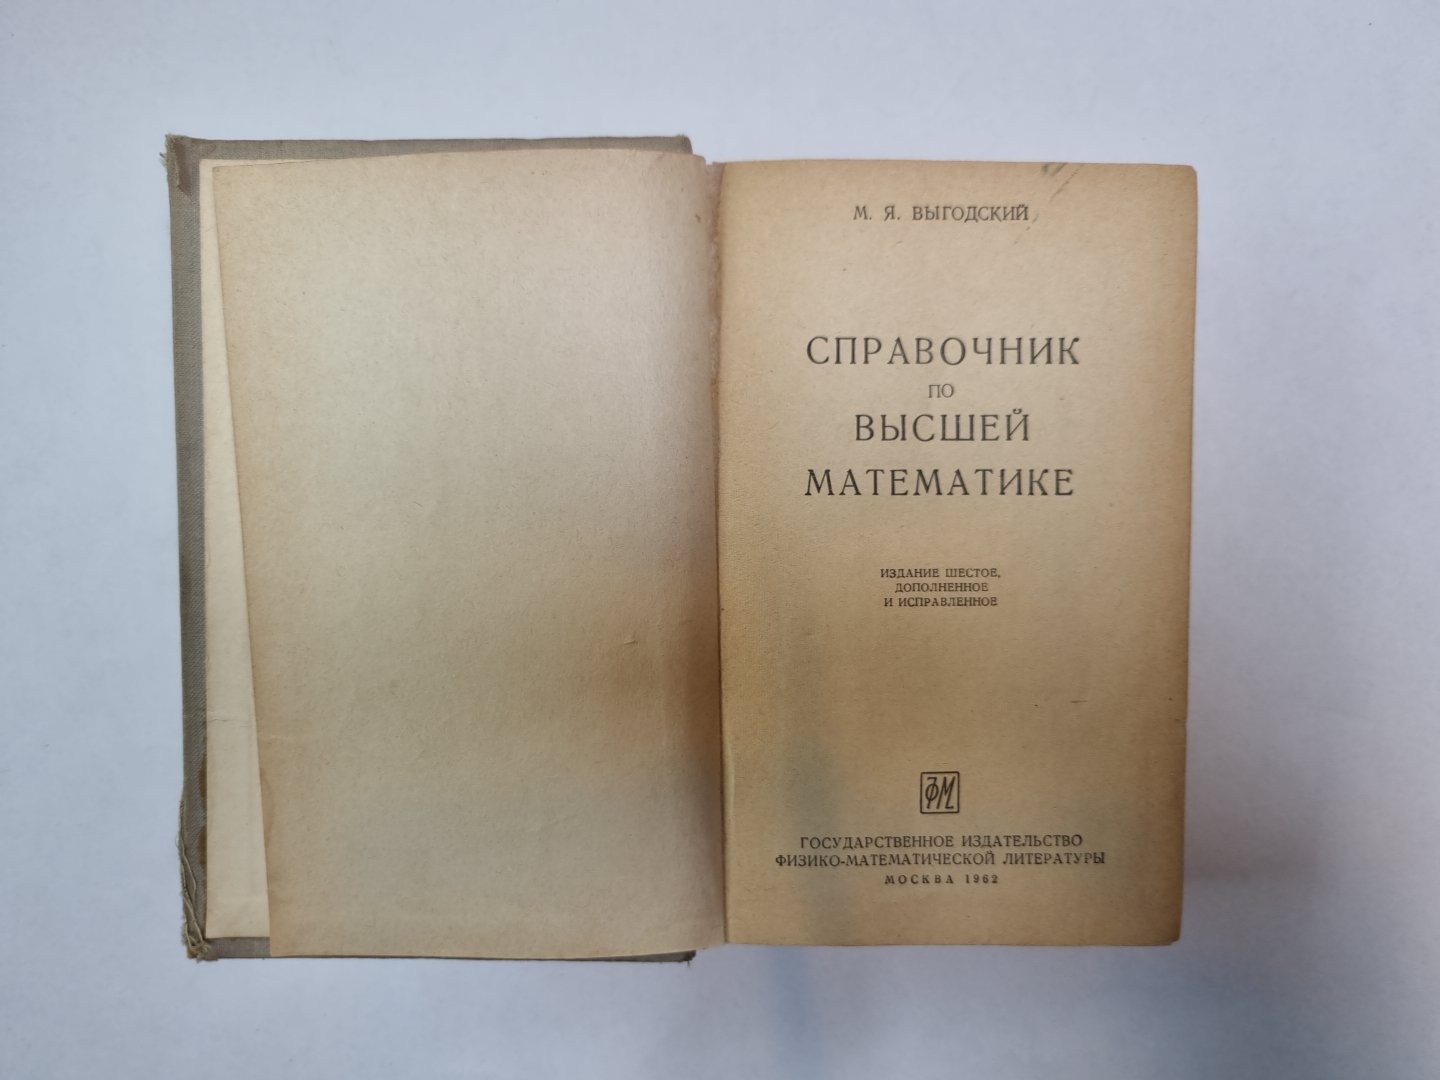 М. Я. ВЫГОДСКИЙ
СПРАВОЧНИК
ПО
ВЫСШЕЙ
МАТЕМАТИКЕ
ИЗДАНИЕ ШЕСТОЕ,
ДОПОЛНЕННОЕ
И ИСПРАВЛЕННОЕ
ФМ
ГОСУДАРСТВЕННОЕ ИЗДАТЕЛЬСТВО
ФИЗИКО-МАТЕМАТИЧЕСКОЙ ЛИТЕРАТУРЫ
МОСКВА 1962